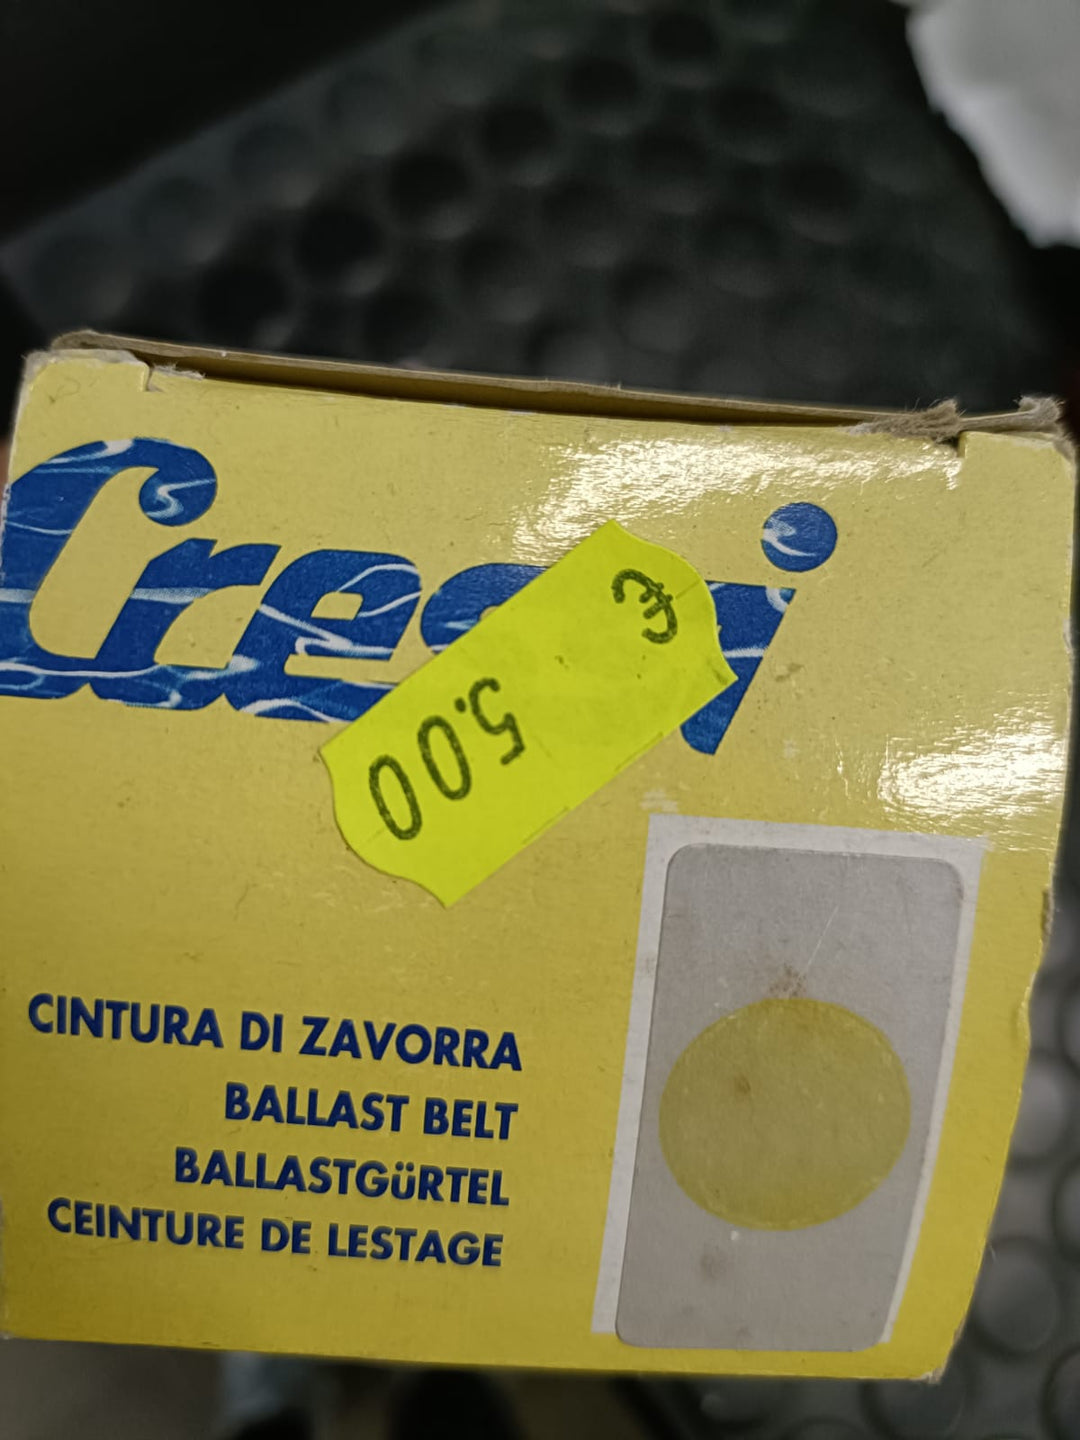 Cressi
€ 5.00
CINTURA DI ZAVORRA
BALLAST BELT
BALLASTGüRTEL
CEINTURE DE LESTAGE